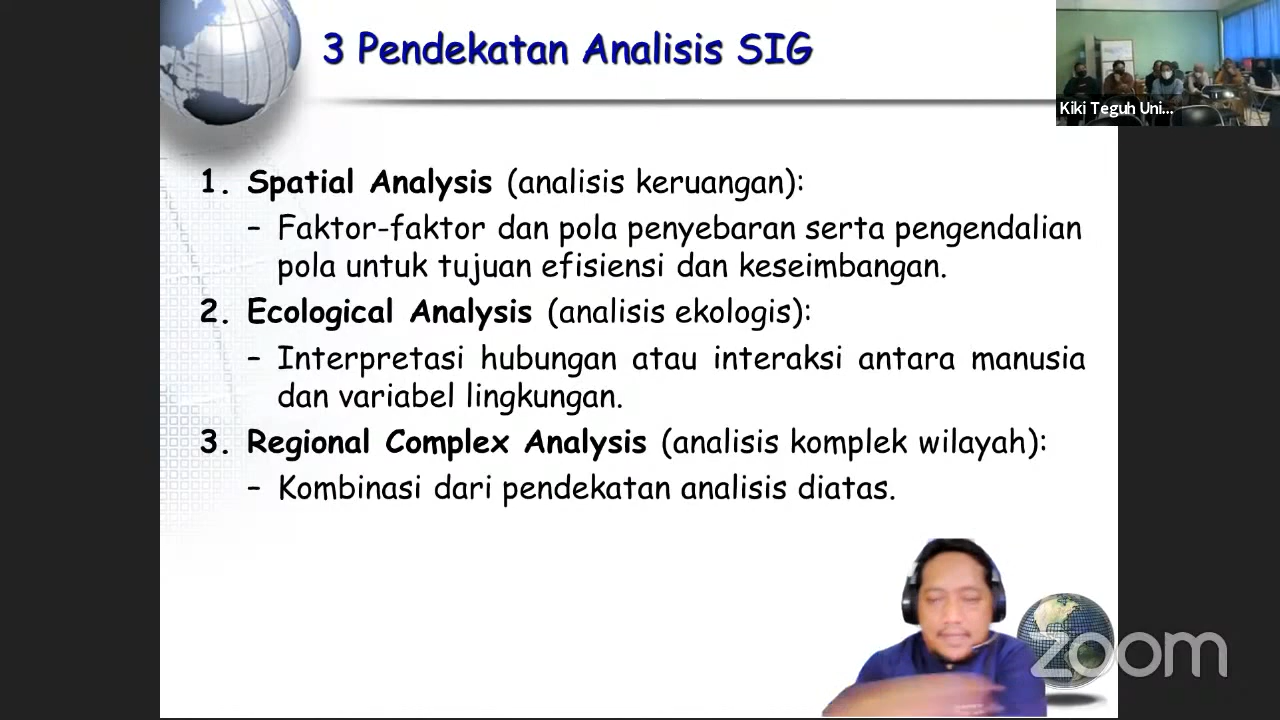 3 Pendekatan Analisis SIG
Kiki Teguh Uni...
1. Spatial Analysis (analisis keruangan):
– Faktor-faktor dan pola penyebaran serta pengendalian
pola untuk tujuan efisiensi dan keseimbangan.
2. Ecological Analysis (analisis ekologis):
– Interpretasi hubungan atau interaksi antara manusia
dan variabel lingkungan.
3. Regional Complex Analysis (analisis komplek wilayah):
– Kombinasi dari pendekatan analisis diatas.
zoom